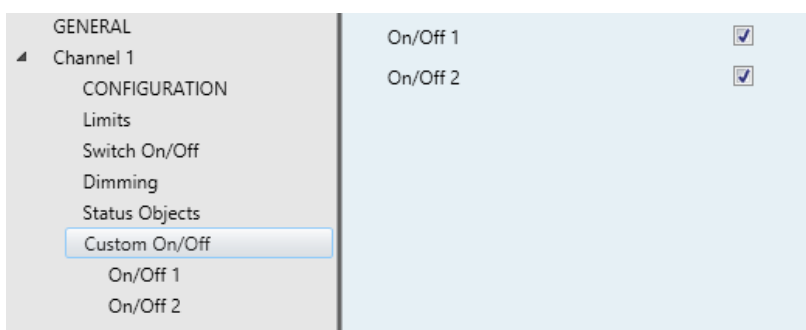 GENERAL
Channel 1
CONFIGURATION
Limits
Switch On/Off
Dimming
Status Objects
Custom On/Off
On/Off 1
On/Off 2
On/Off 1
On/Off 2